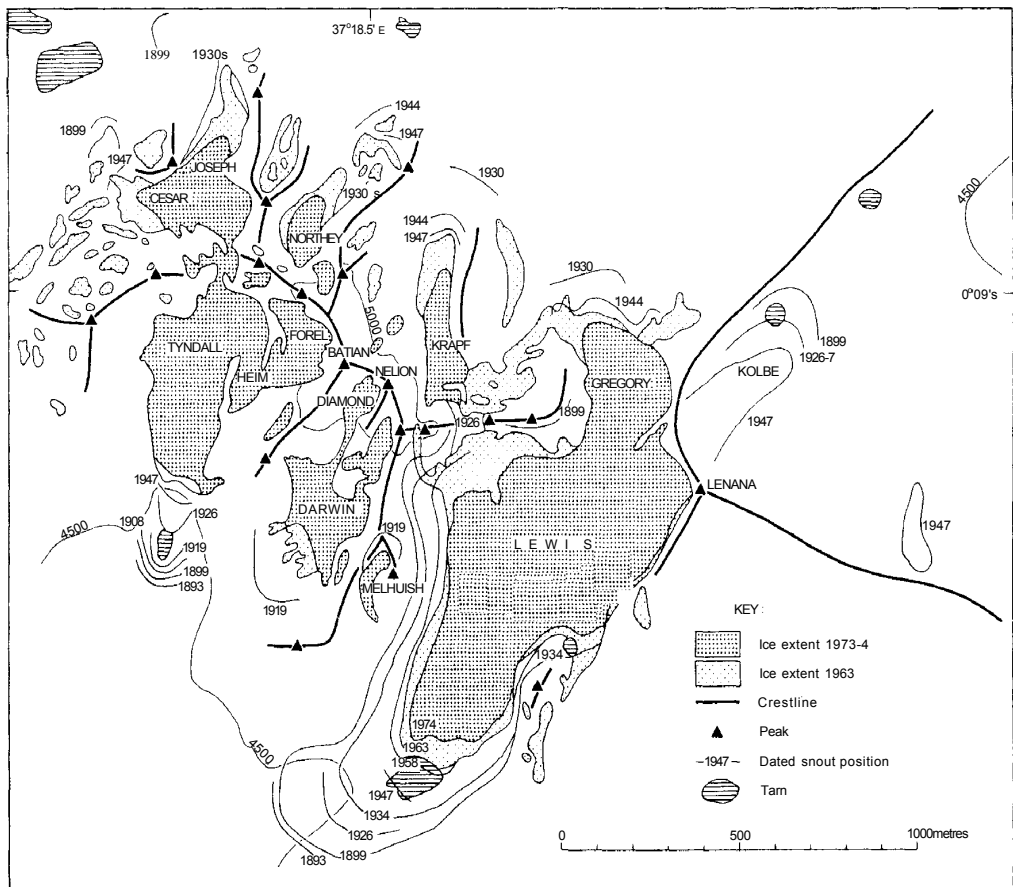 37°18.5' E
1899
1930s
1944
1899
1947
1947
JOSEPH
1930
CESAR
1930 s
1944
NORTHEY
1947
4500
1930
0°09's
1944
5000
TYNDALL
FOREL
KRAPF
1899
BATIAN
1926-7
HEIM
NELION
GREGORY
KOLBE
DIAMOND
1899
1926
1947
1947
LENANA
1908
1926
DARWIN
4500
1919
LEWIS
1947
1919
1899
1893
MELHUISH
1919
KEY :
Ice extent 1973-4
1934
Ice extent 1963
Crestline
1974
Peak
4500
1963
1958
-1947- Dated snout position
1947
Tarn
1934
1926
0 500 1000metres
1899
1893